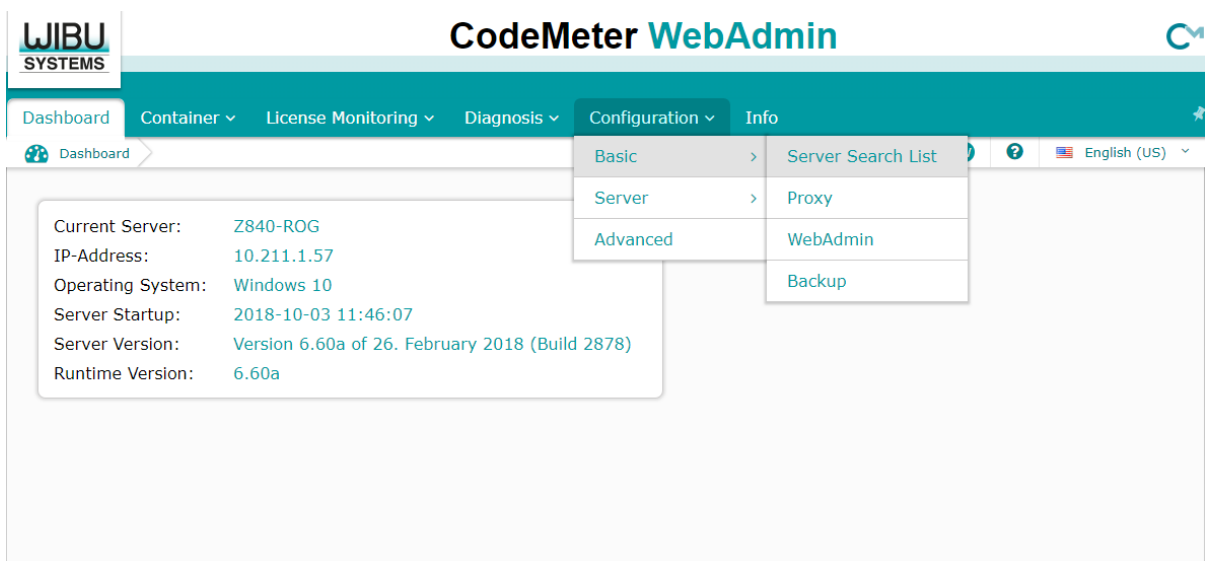 WIBU
SYSTEMS
CodeMeter WebAdmin
CM
Dashboard Container License Monitoring Diagnosis Configuration Info
Dashboard
English (US)
Basic
Server
Advanced
Server Search List
Proxy
WebAdmin
Backup
Current Server: Z840-ROG
IP-Address: 10.211.1.57
Operating System: Windows 10
Server Startup: 2018-10-03 11:46:07
Server Version: Version 6.60a of 26. February 2018 (Build 2878)
Runtime Version: 6.60a